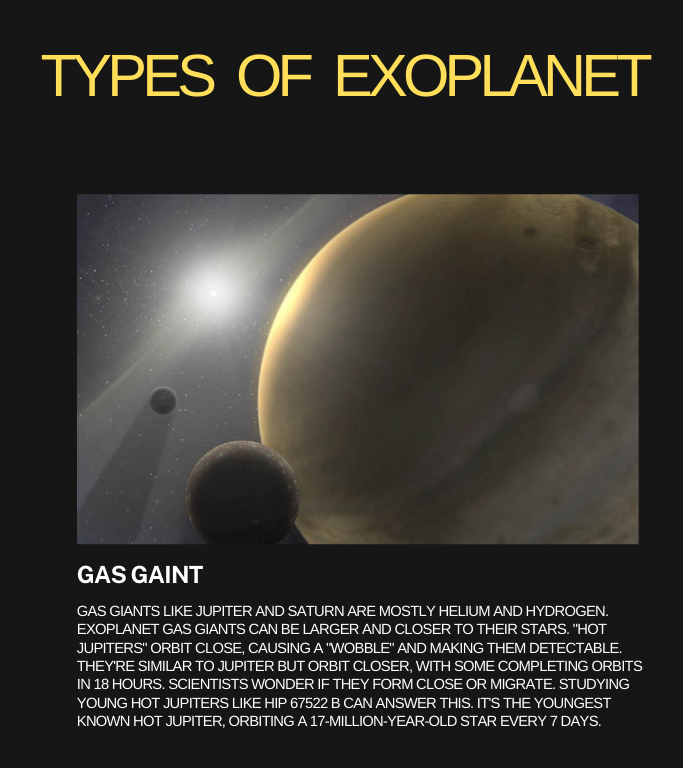 TYPES OF EXOPLANET
GAS GAINT
GAS GIANTS LIKE JUPITER AND SATURN ARE MOSTLY HELIUM AND HYDROGEN.
EXOPLANET GAS GIANTS CAN BE LARGER AND CLOSER TO THEIR STARS. "HOT
JUPITERS" ORBIT CLOSE, CAUSING A "WOBBLE" AND MAKING THEM DETECTABLE.
THEY'RE SIMILAR TO JUPITER BUT ORBIT CLOSER, WITH SOME COMPLETING ORBITS
IN 18 HOURS. SCIENTISTS WONDER IF THEY FORM CLOSE OR MIGRATE. STUDYING
YOUNG HOT JUPITERS LIKE HIP 67522 B CAN ANSWER THIS. IT'S THE YOUNGEST
KNOWN HOT JUPITER, ORBITING A 17-MILLION-YEAR-OLD STAR EVERY 7 DAYS.